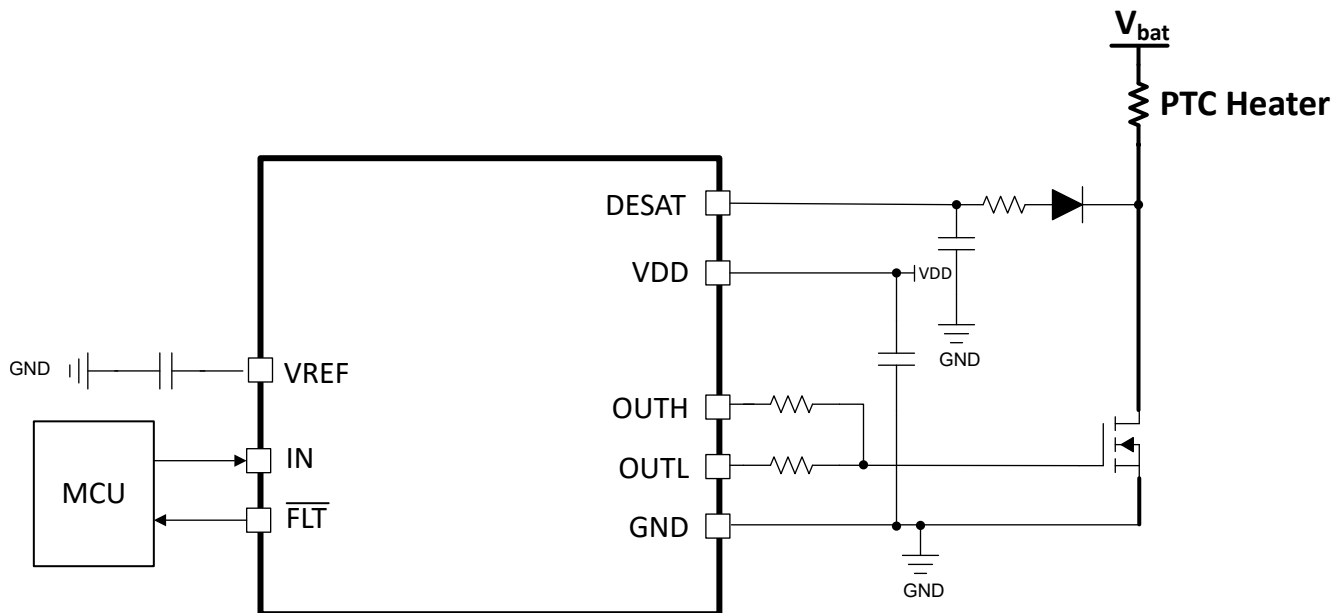 V_bat
PTC Heater
DESAT
VDD
VDD
GND
GND
VREF
OUTH
IN
OUTL
MCU
FLT
GND
GND